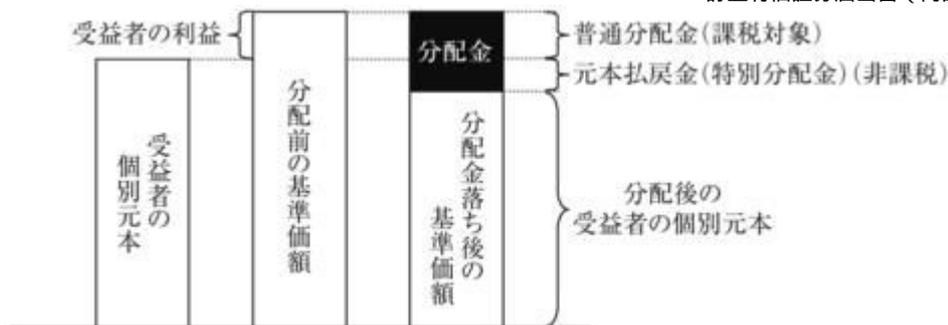 受益者の利益
分配金
普通分配金(課税対象)
元本払戻金(特別分配金)(非課税)
受益者の
個別元本
分配前の基準価額
分配金落ち後の
基準価額
分配後の
受益者の個別元本